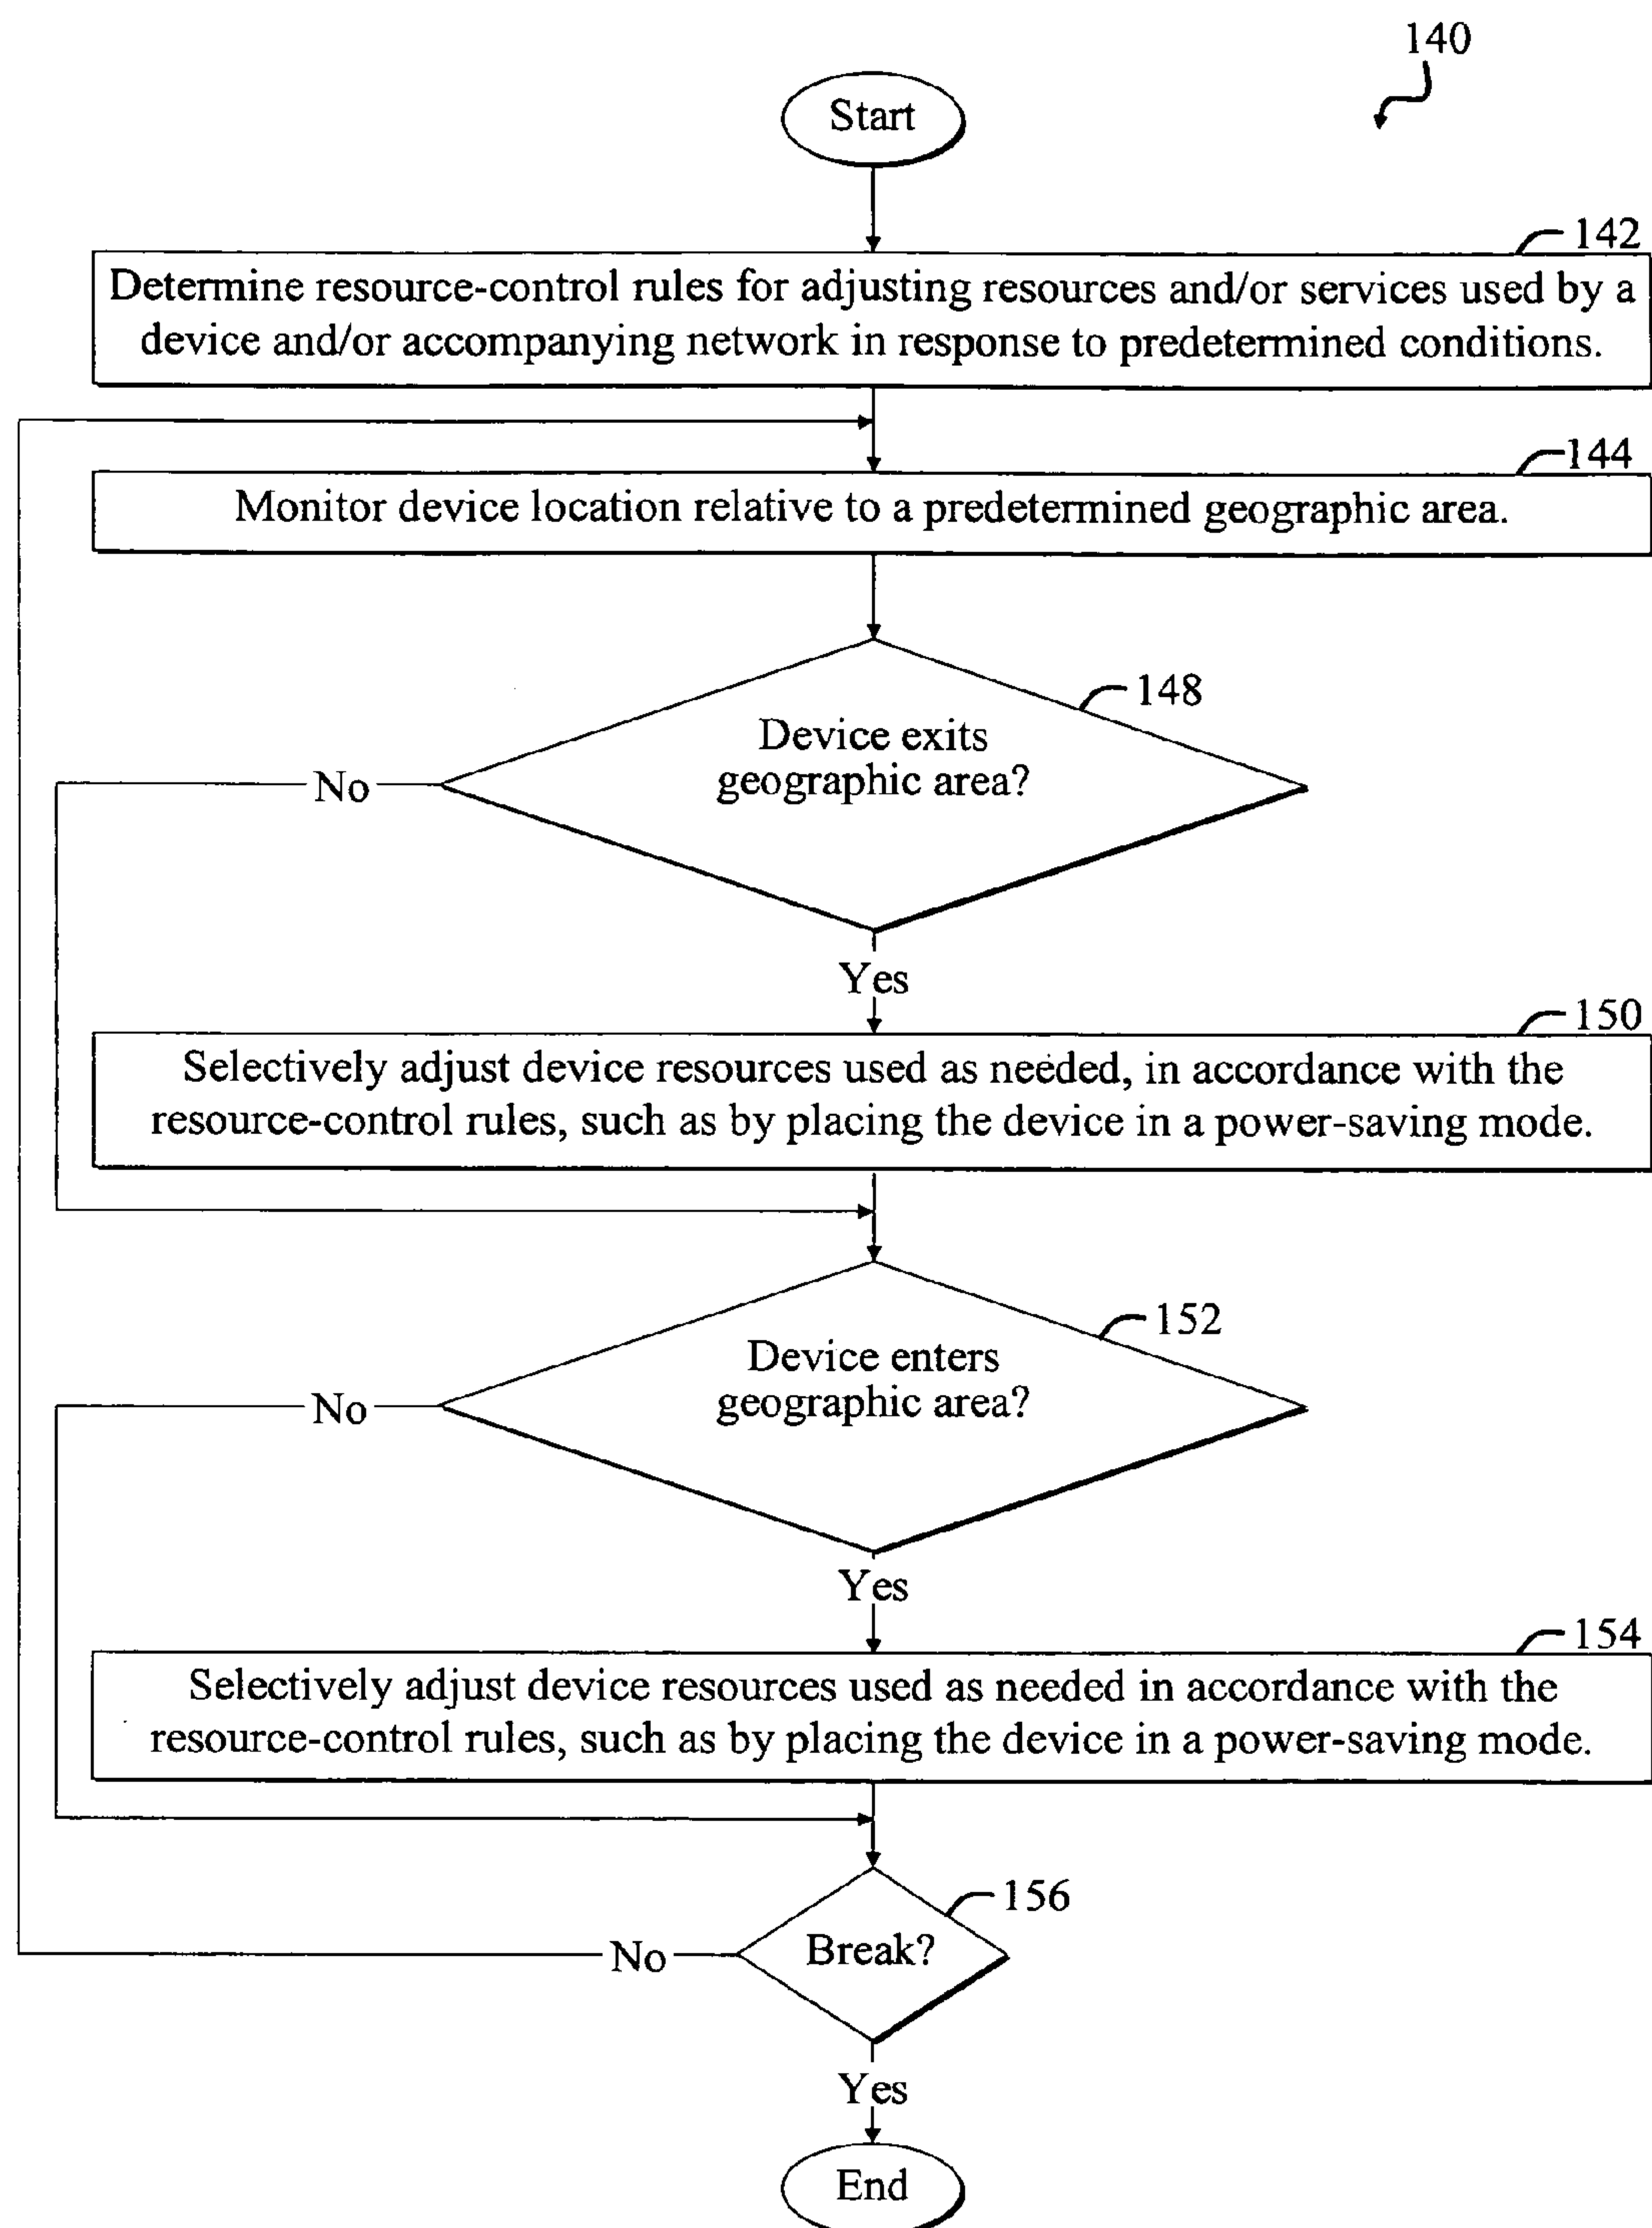 140
Start
142
Determine resource-control rules for adjusting resources and/or services used by a
device and/or accompanying network in response to predetermined conditions.
144
Monitor device location relative to a predetermined geographic area.
148
Device exits
geographic area?
No
Yes
150
Selectively adjust device resources used as needed, in accordance with the
resource-control rules, such as by placing the device in a power-saving mode.
152
Device enters
geographic area?
No
Yes
154
Selectively adjust device resources used as needed in accordance with the
resource-control rules, such as by placing the device in a power-saving mode.
156
Break?
No
Yes
End